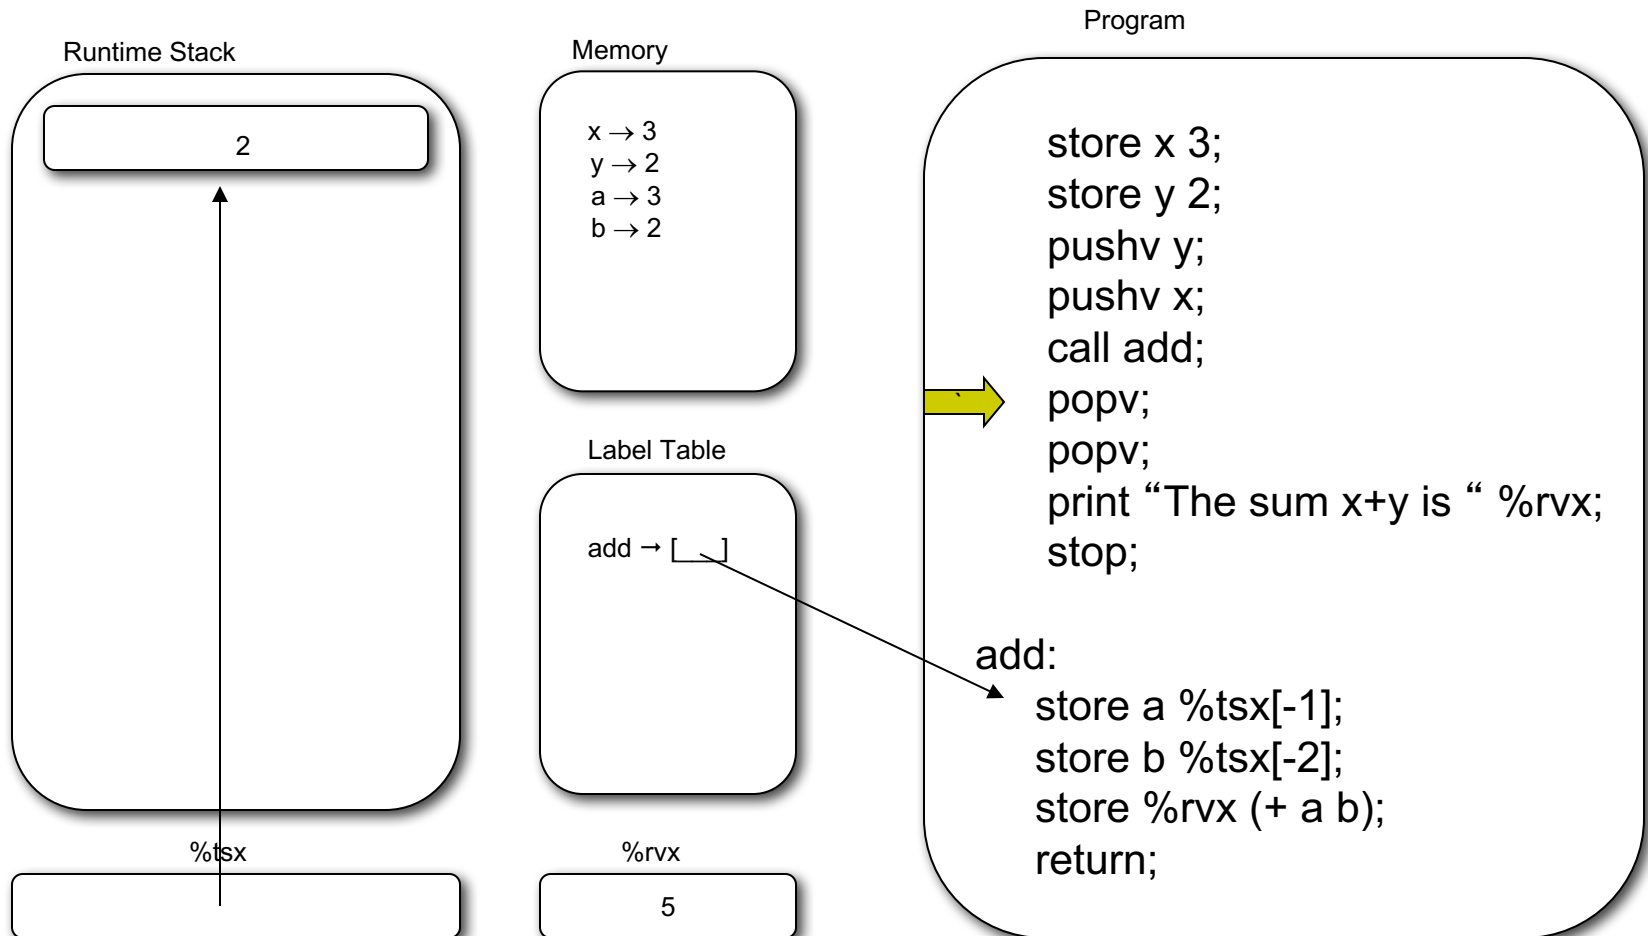 Program
Runtime Stack
2
%tsx
Memory
x → 3
y → 2
a → 3
b → 2
Label Table
add → [___]
%rvx
5
store x 3;
store y 2;
pushv y;
pushv x;
call add;
`
popv;
popv;
print “The sum x+y is “ %rvx;
stop;
add:
store a %tsx[-1];
store b %tsx[-2];
store %rvx (+ a b);
return;